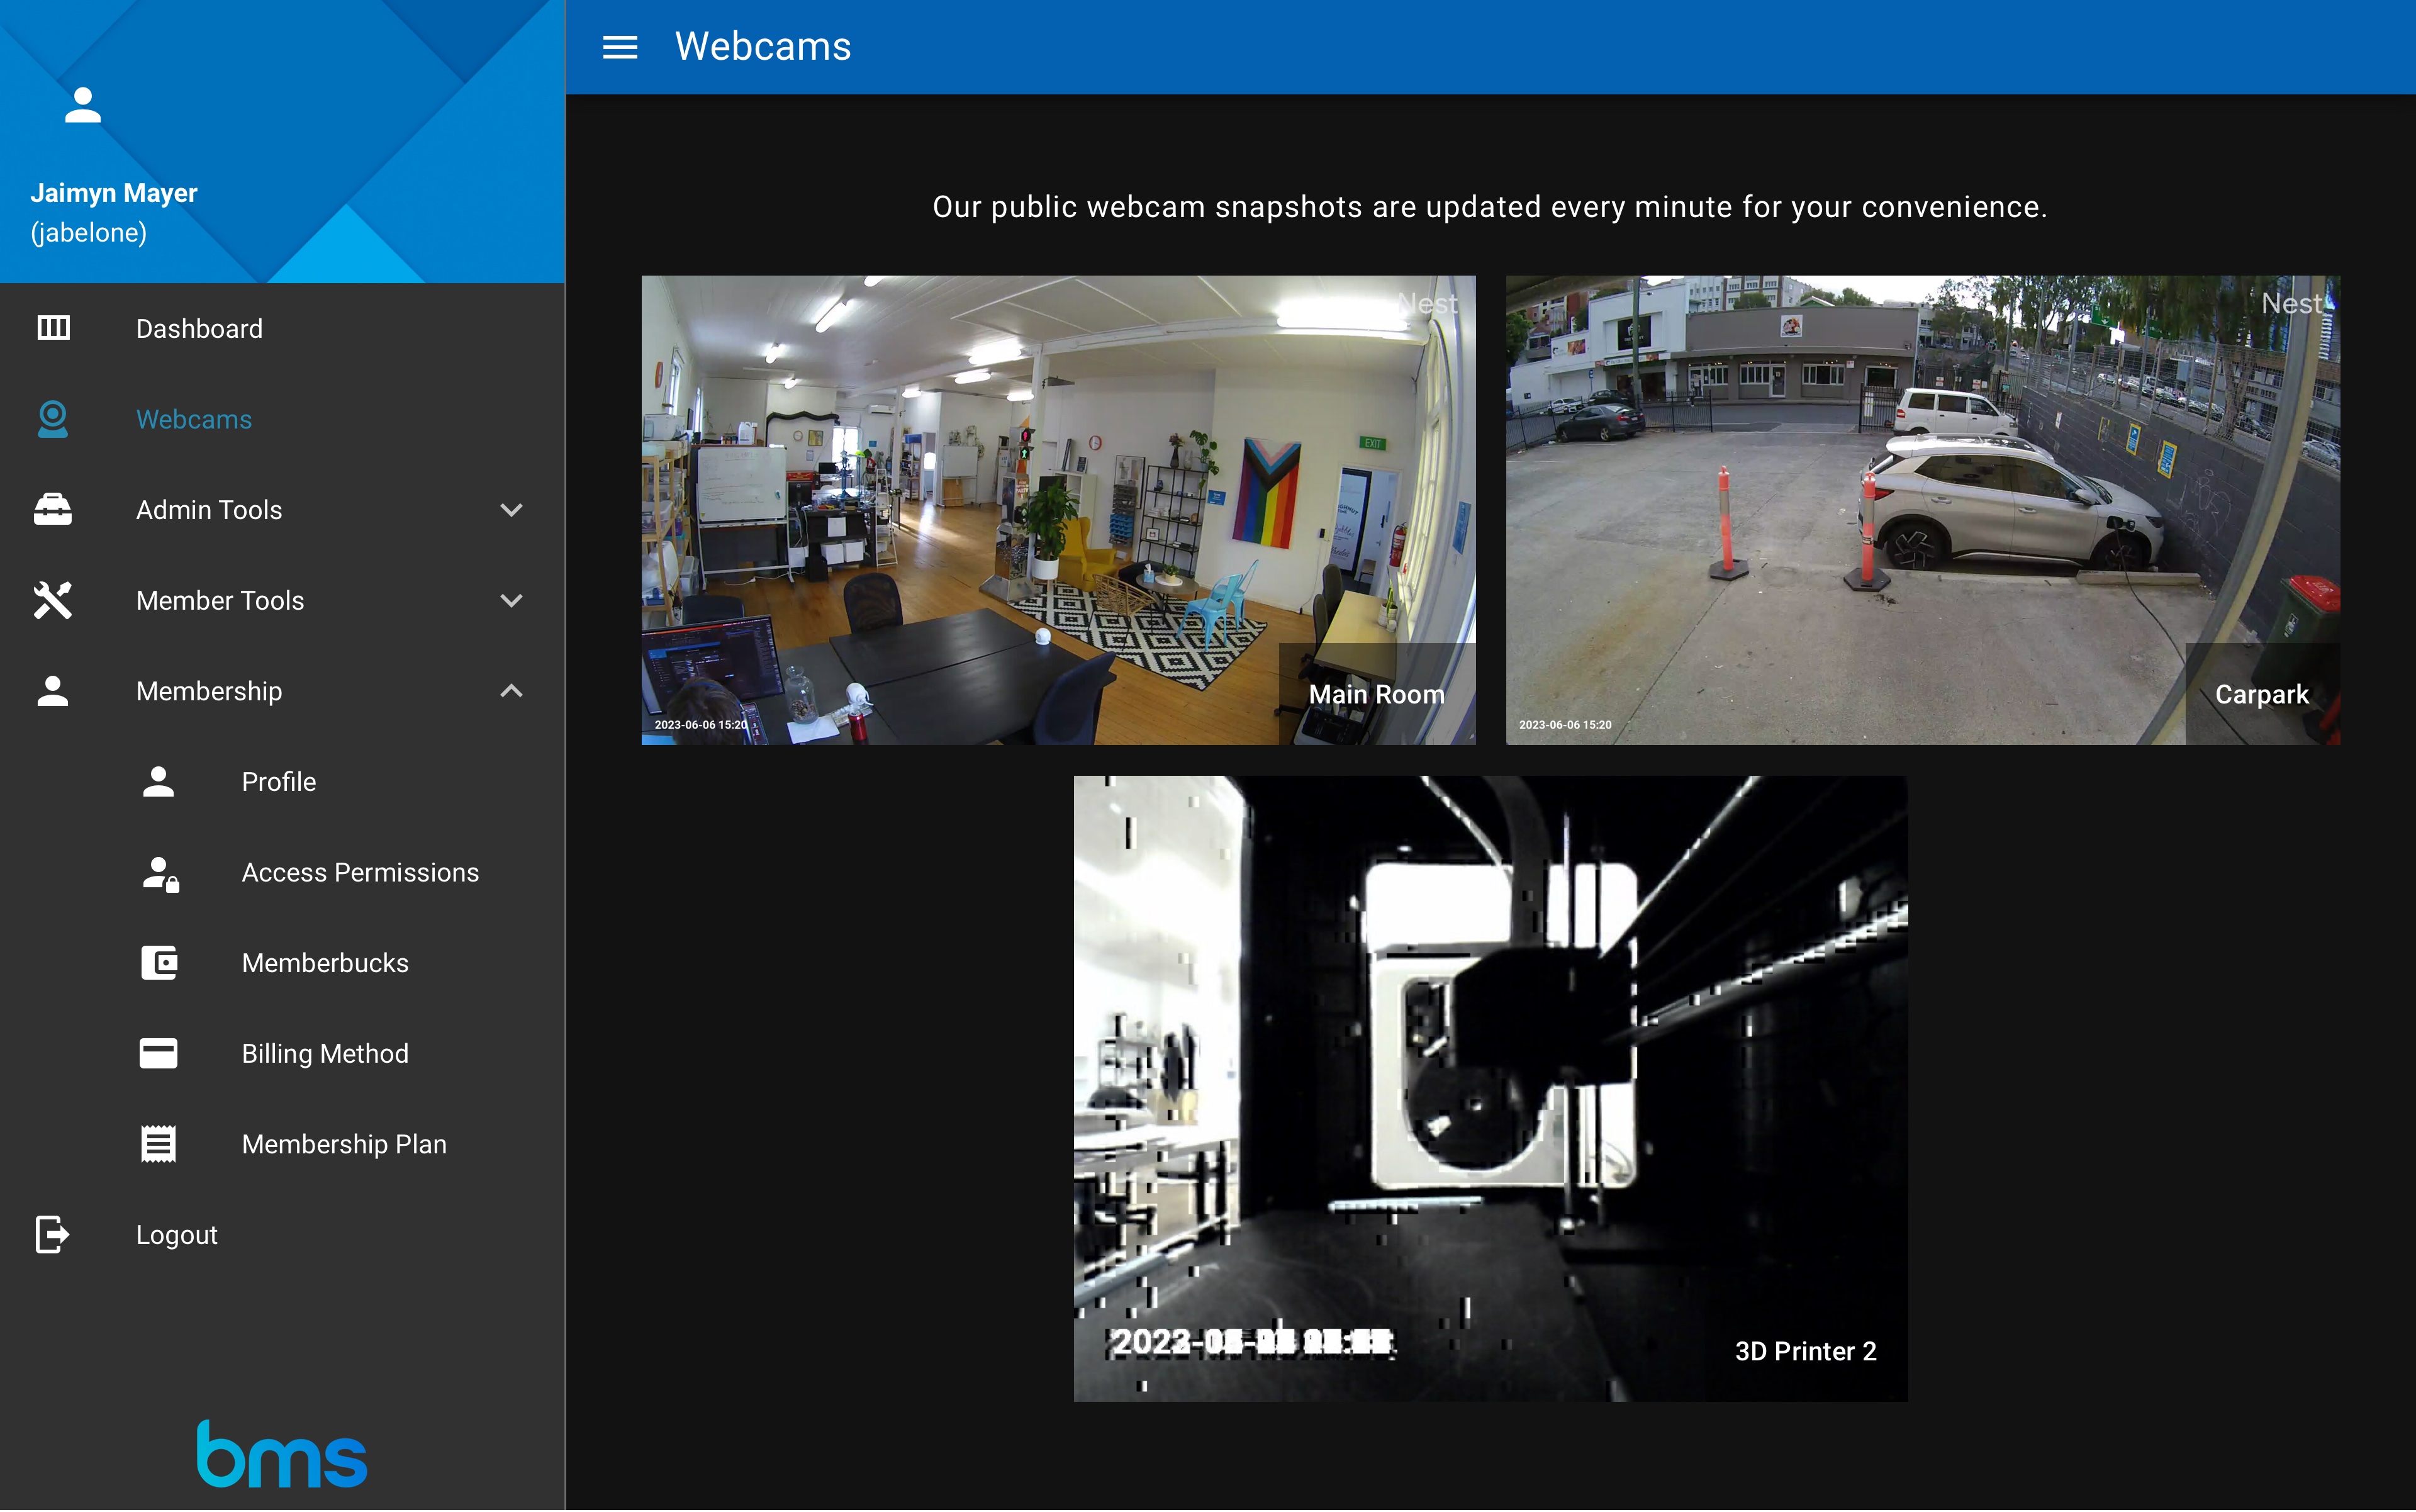 Jaimyn Mayer
(jabelone)
Dashboard
Webcams
Admin Tools
Member Tools
Membership
Profile
Access Permissions
Memberbucks
Billing Method
Membership Plan
Logout
bms
Webcams
Our public webcam snapshots are updated every minute for your convenience.
Nest
EXIT
Main Room
2023-06-06 15:20
Nest
Carpark
2023-06-06 15:20
3D Printer 2